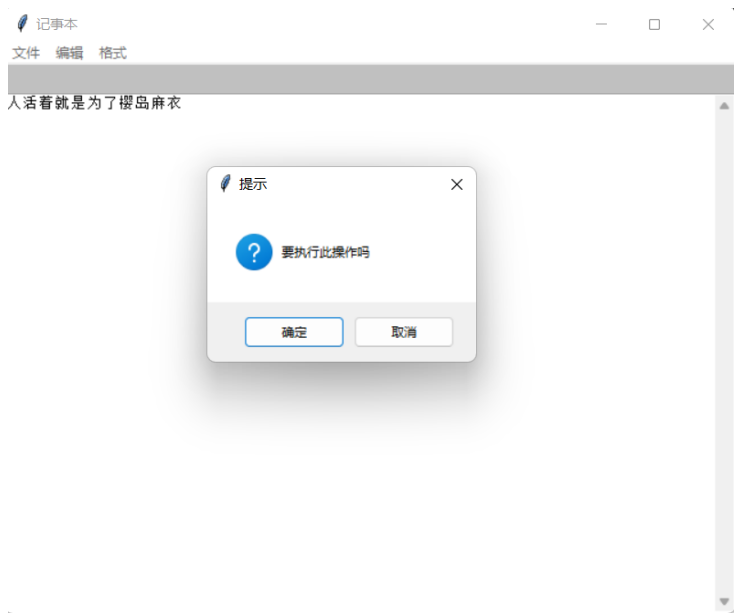 记事本
文件 编辑 格式
人活着就是为了樱岛麻衣
提示
要执行此操作吗
确定 取消